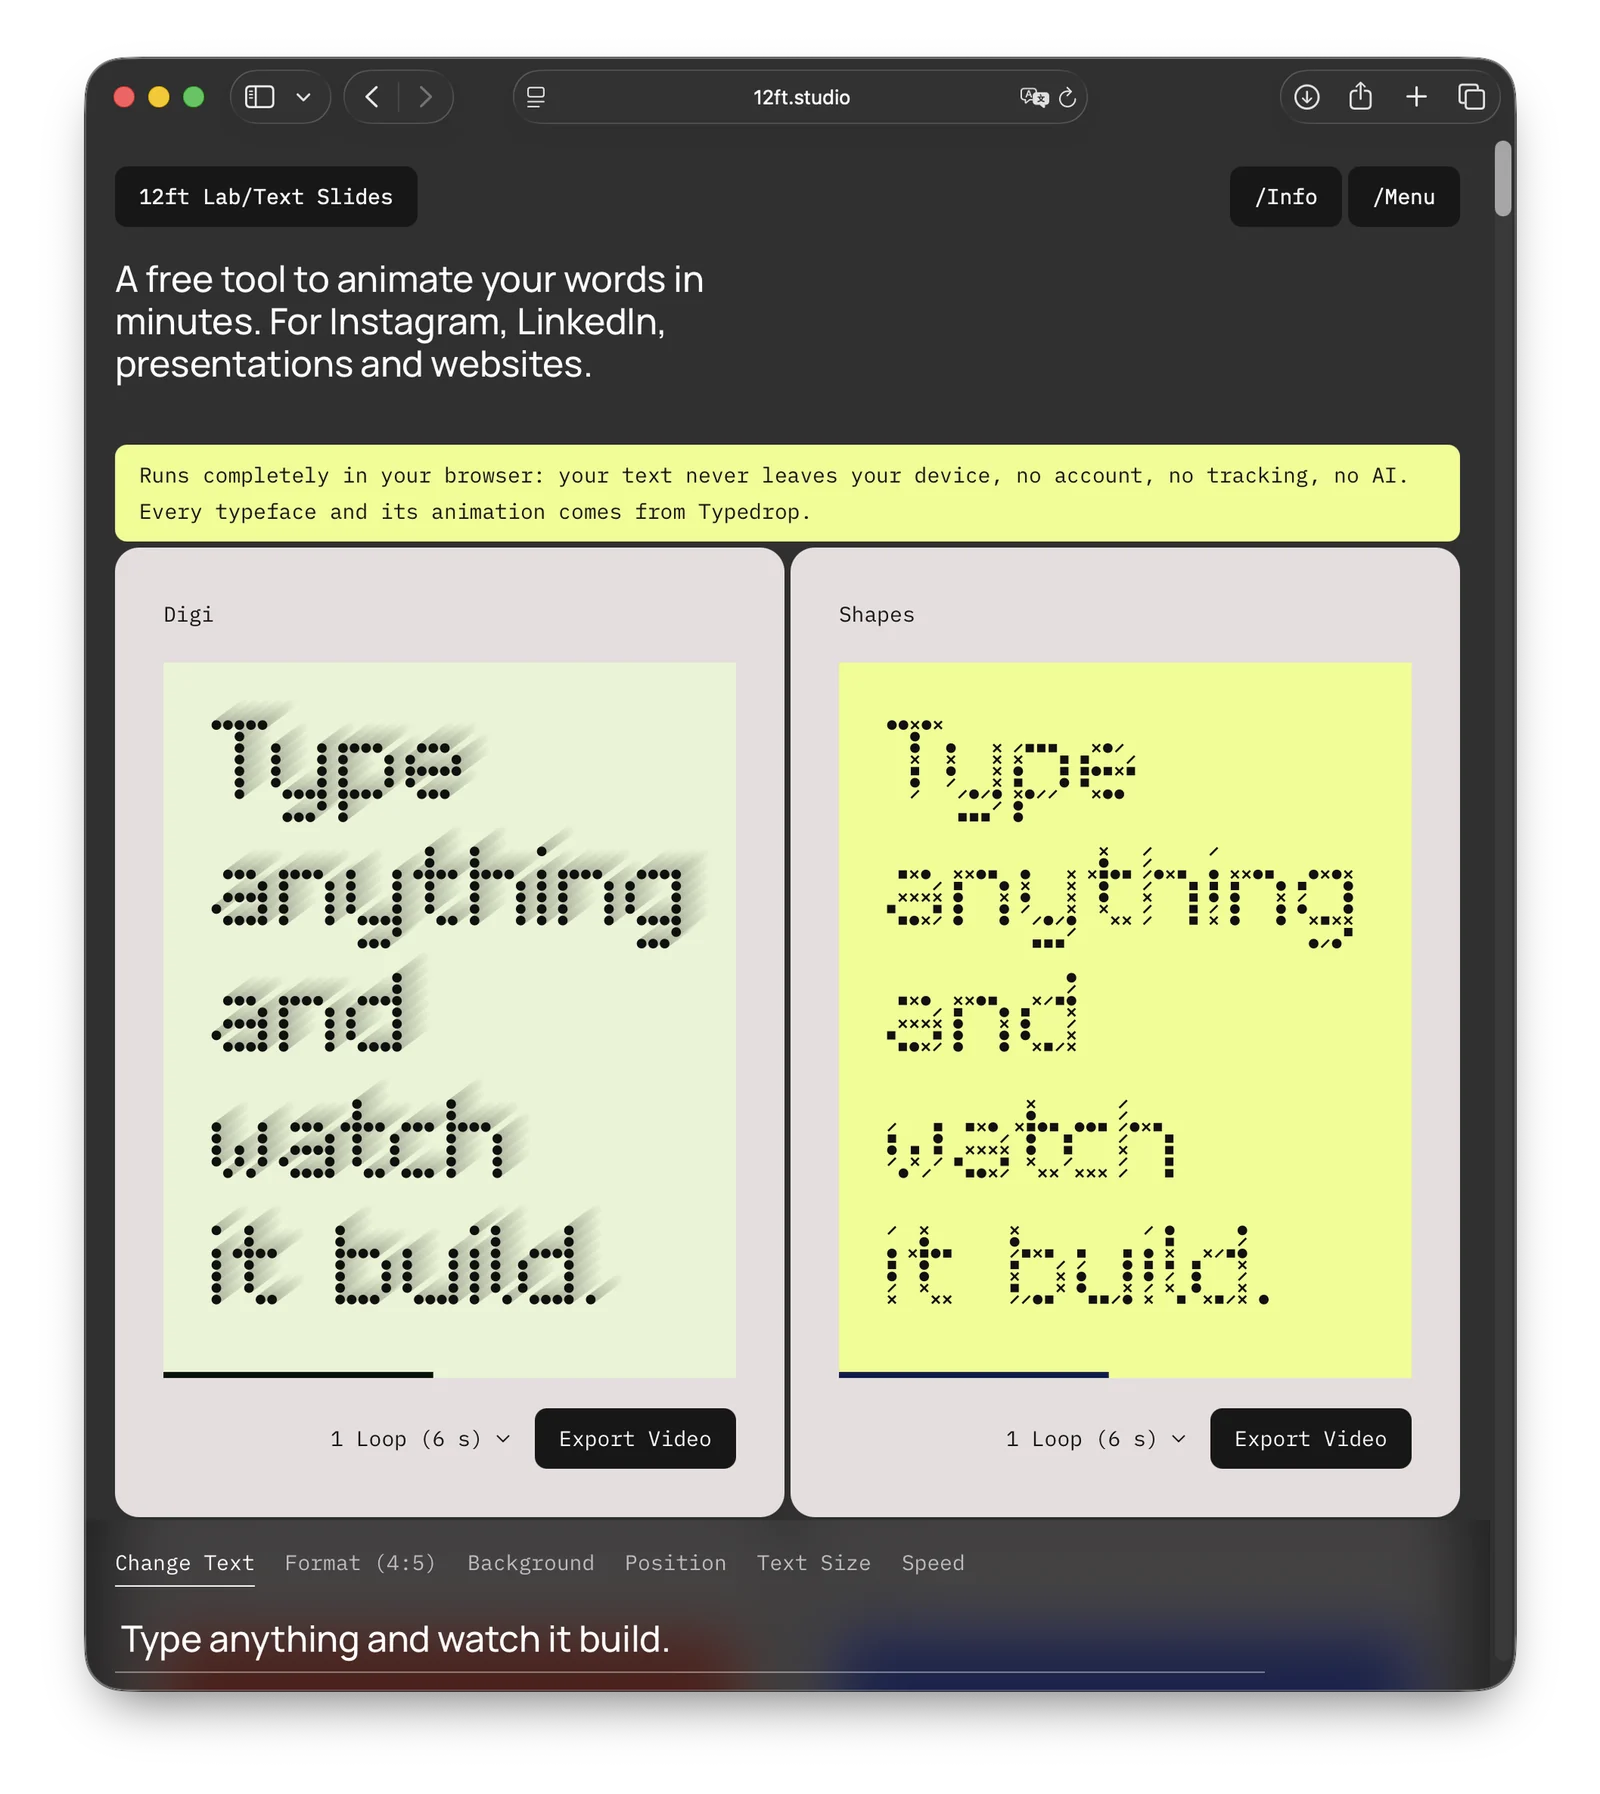 12ft.studio
12ft Lab/Text Slides
/Info
/Menu
A free tool to animate your words in
minutes. For Instagram, LinkedIn,
presentations and websites.
Runs completely in your browser: your text never leaves your device, no account, no tracking, no AI.
Every typeface and its animation comes from Typedrop.
Digi
Type
anything
and
watch
it build.
1 Loop (6 s)
Export Video
Shapes
Type
anything
and
watch
it build.
1 Loop (6 s)
Export Video
Change Text
Format (4:5)
Background
Position
Text Size
Speed
Type anything and watch it build.